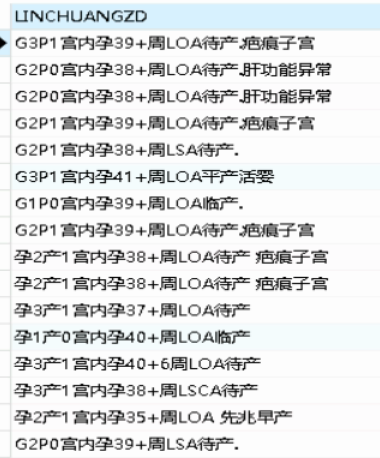 LINCHUANGZD
G3P1宫内孕39+周LOA待产.疤痕子宫
G2P0宫内孕38+周LOA待产.肝功能异常
G2P0宫内孕38+周LOA待产.肝功能异常
G2P1宫内孕39+周LOA待产.疤痕子宫
G2P1宫内孕38+周LSA待产.
G3P1宫内孕41+周LOA平产活婴
G1P0宫内孕39+周LOA临产.
G2P1宫内孕39+周LOA待产.疤痕子宫
孕2产1宫内孕38+周LOA待产 疤痕子宫
孕2产1宫内孕38+周LOA待产 疤痕子宫
孕3产1宫内孕37+周LOA待产
孕1产0宫内孕40+周LOA临产
孕3产1宫内孕40+6周LOA待产
孕3产1宫内孕38+周LSCA待产
孕2产1宫内孕35+周LOA 先兆早产
G2P0宫内孕39+周LSA待产.